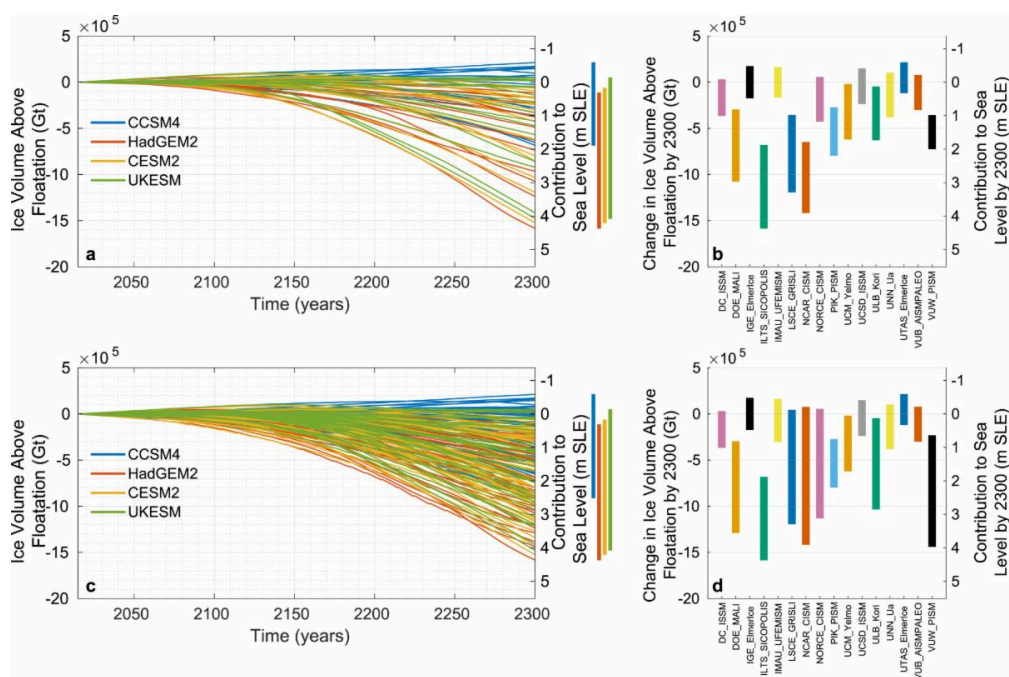 ×10 5
Ice Volume Above
Floatation (Gt)
5
0
-5
-10
-15
-20
CCSM4
HadGEM2
CESM2
UKESM
a
2050
2100
2150
2200
2250
2300
Time (years)
-1
0
1
2
3
4
5
Contribution to
Sea Level (m SLE)
×10 5
Change in Ice Volume Above
Floatation by 2300 (Gt)
5
0
-5
-10
-15
-20
b
-1
0
1
2
3
4
5
Contribution to Sea
Level by 2300 (m SLE)
DC_ISSM
DOE_MALI
IGE_ElmerIce
ILTS_SICOPOLIS
IMAU_UFEMISM
LSCE_GRISLI
NCAR_CISM
NORCE_CISM
PIK_PISM
UCM_Yelmo
UCSD_ISSM
ULB_Kori
UNN_Ua
UTAS_ElmerIce
VUB_AISMPALEO
VUW_PISM
×10 5
Ice Volume Above
Floatation (Gt)
5
0
-5
-10
-15
-20
CCSM4
HadGEM2
CESM2
UKESM
c
2050
2100
2150
2200
2250
2300
Time (years)
-1
0
1
2
3
4
5
Contribution to
Sea Level (m SLE)
×10 5
Change in Ice Volume Above
Floatation by 2300 (Gt)
5
0
-5
-10
-15
-20
d
-1
0
1
2
3
4
5
Contribution to Sea
Level by 2300 (m SLE)
DC_ISSM
DOE_MALI
IGE_ElmerIce
ILTS_SICOPOLIS
IMAU_UFEMISM
LSCE_GRISLI
NCAR_CISM
NORCE_CISM
PIK_PISM
UCM_Yelmo
UCSD_ISSM
ULB_Kori
UNN_Ua
UTAS_ElmerIce
VUB_AISMPALEO
VUW_PISM